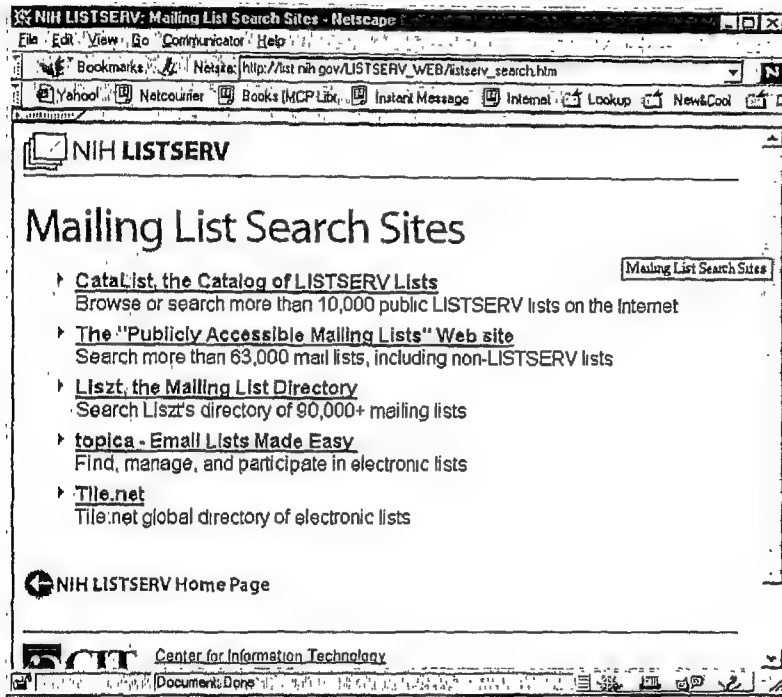 NIH LISTSERV: Mailing List Search Sites - Netscape
File Edit View Go Communicator Help
Bookmarks Netsite: http://list.nih.gov/LISTSERV_WEB/listserv_search.htm
Yahoo! Netcourier Books (MCP Libr. Instant Message Internet Lookup New&Cool
NIH LISTSERV
Mailing List Search Sites
Mailing List Search Sites
CataList, the Catalog of LISTSERV Lists
Browse or search more than 10,000 public LISTSERV lists on the Internet
The "Publicly Accessible Mailing Lists" Web site
Search more than 63,000 mail lists, including non-LISTSERV lists
Liszt, the Mailing List Directory
Search Liszt's directory of 90,000+ mailing lists
topica - Email Lists Made Easy
Find, manage, and participate in electronic lists
Tile.net
Tile.net global directory of electronic lists
NIH LISTSERV Home Page
CIT Center for Information Technology
Document: Done